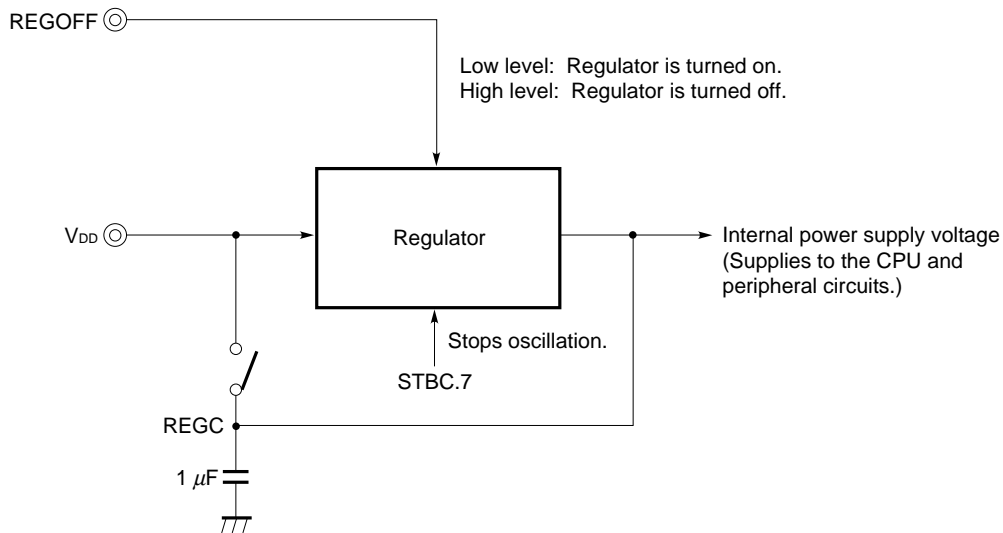 REGOFF
Low level: Regulator is turned on.
High level: Regulator is turned off.
VDD
Regulator
Internal power supply voltage
(Supplies to the CPU and
peripheral circuits.)
Stops oscillation.
STBC.7
REGC
1 μF